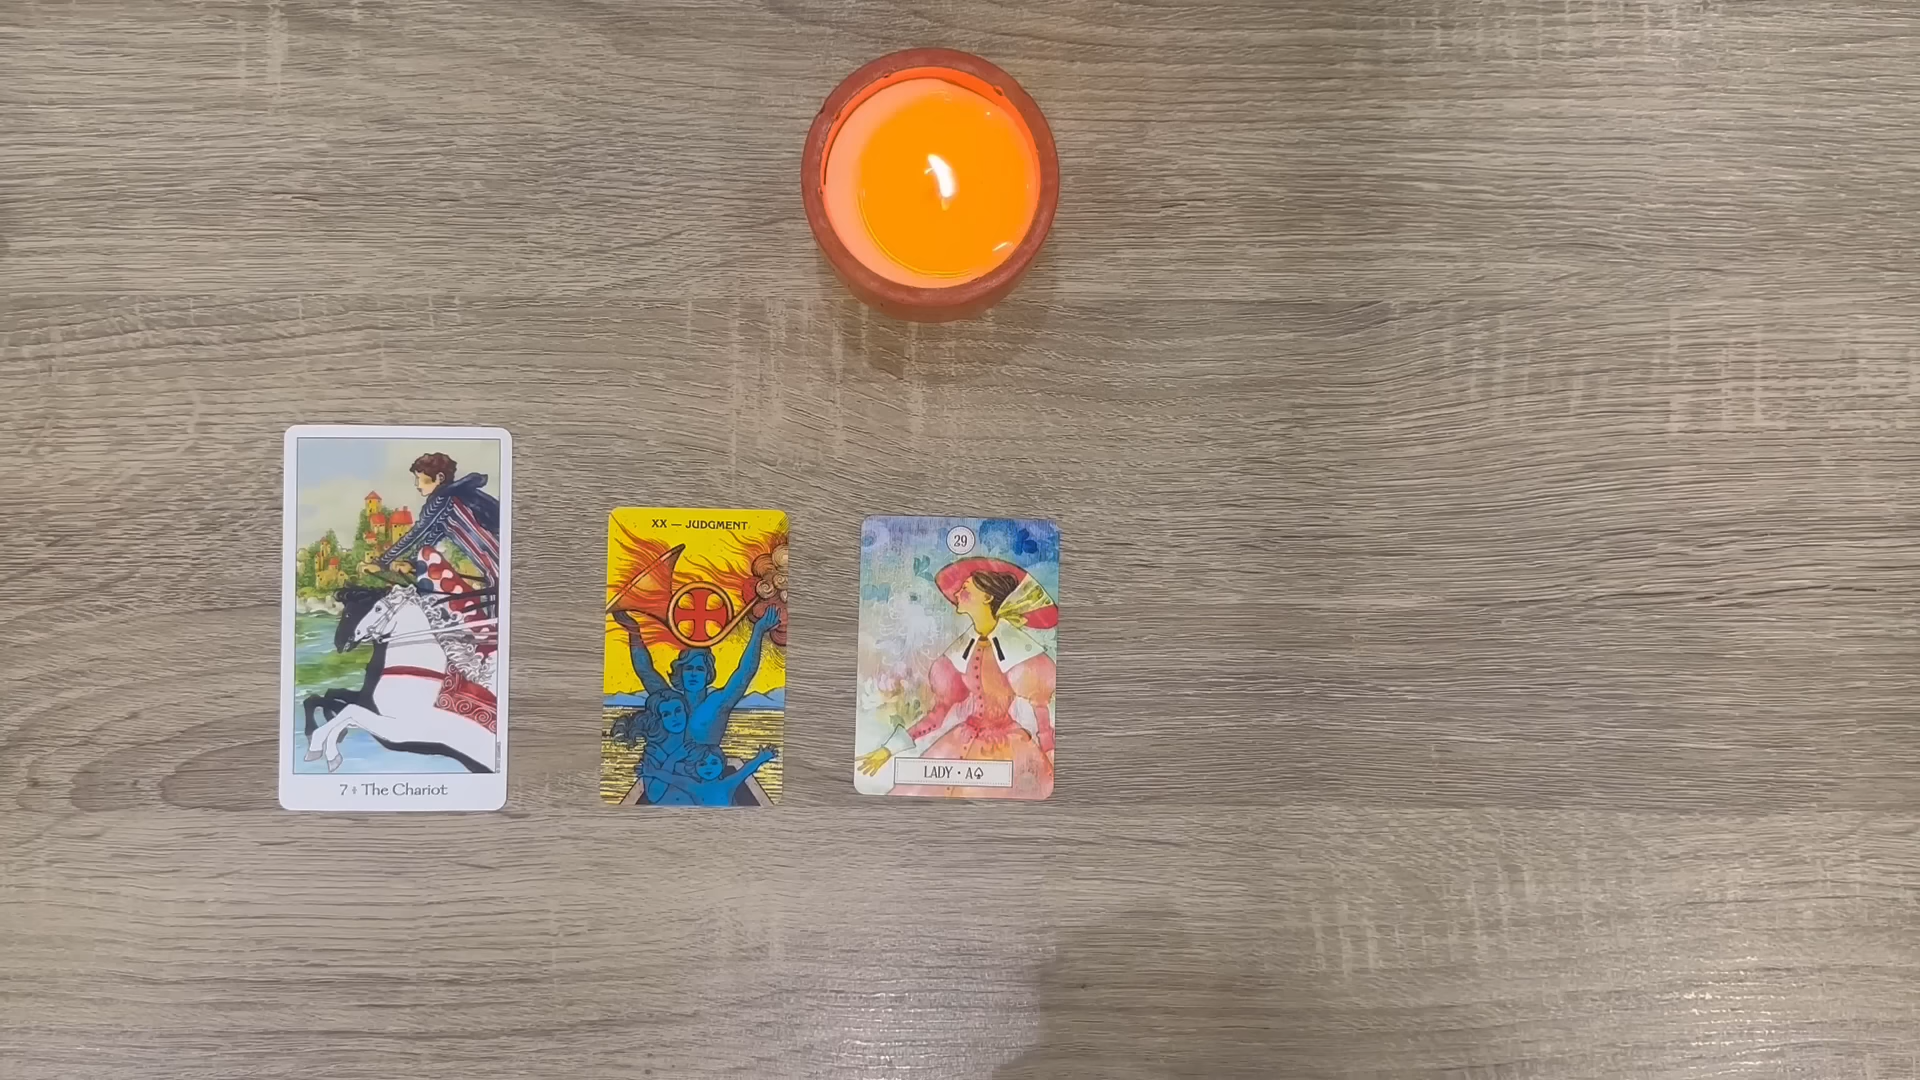 7 ♦ The Chariot
XX — JUDGMENT
29
LADY · A♤